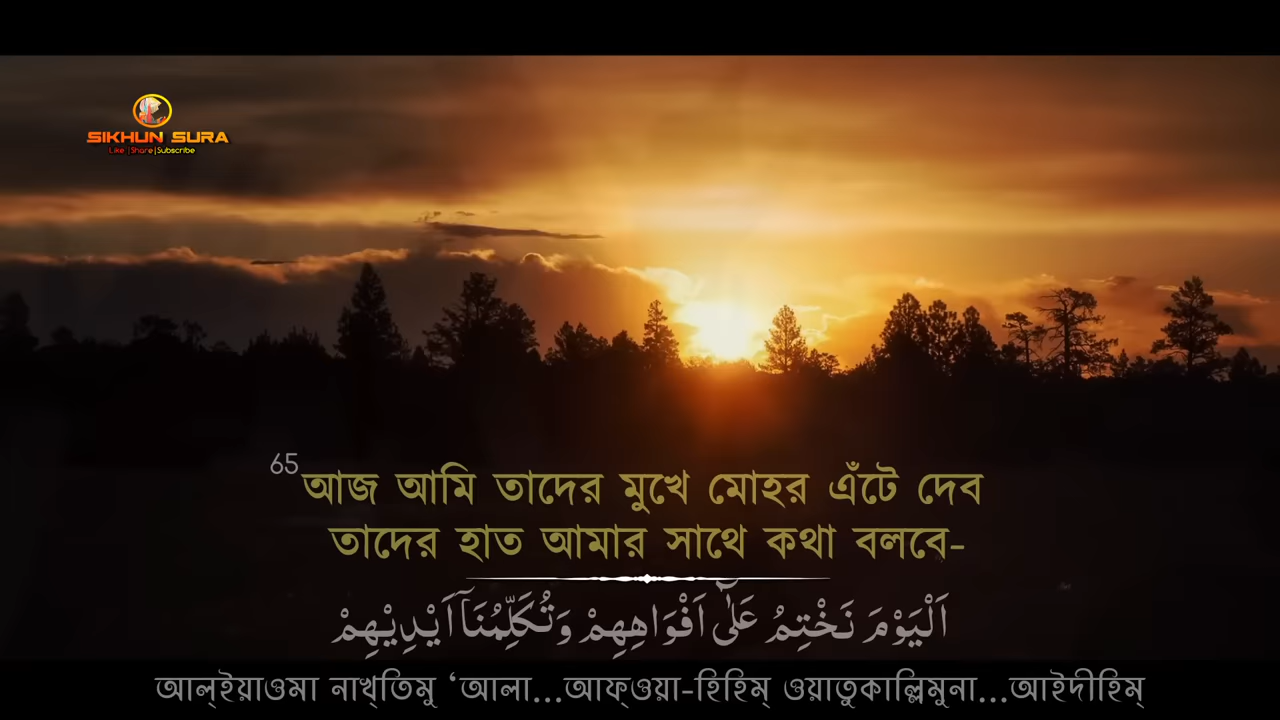 SIKHUN SURA
Like |Share|Subscribe
65 আজ আমি তাদের মুখে মোহর এঁটে দেব
তাদের হাত আমার সাথে কথা বলবে-
اَلْيَوْمَ نَخْتِمُ عَلٰٓى اَفْوَاهِهِمْ وَتُكَلِّمُنَآ اَيْدِيْهِمْ
আল্ইয়াওমা নাখ্তিমু ‘আলা...আফ্ওয়া-হিহিম্ ওয়াতুকাল্লিমুনা...আইদীহিম্